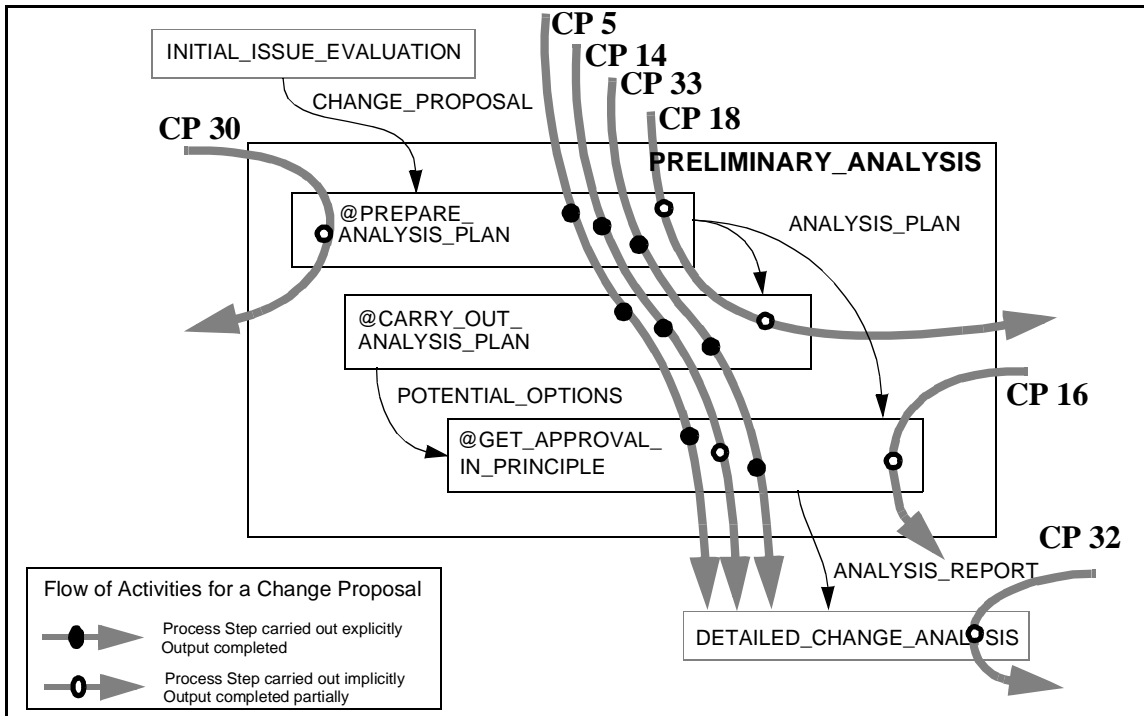 CP 5
INITIAL_ISSUE_EVALUATION
CP 14
CP 33
CHANGE_PROPOSAL
CP 18
CP 30
PRELIMINARY_ANALYSIS
@PREPARE_
ANALYSIS_PLAN
ANALYSIS_PLAN
@CARRY_OUT_
ANALYSIS_PLAN
POTENTIAL_OPTIONS
CP 16
@GET_APPROVAL_
IN_PRINCIPLE
CP 32
ANALYSIS_REPORT
DETAILED_CHANGE_ANALYSIS
Flow of Activities for a Change Proposal
Process Step carried out explicitly
Output completed
Process Step carried out implicitly
Output completed partially